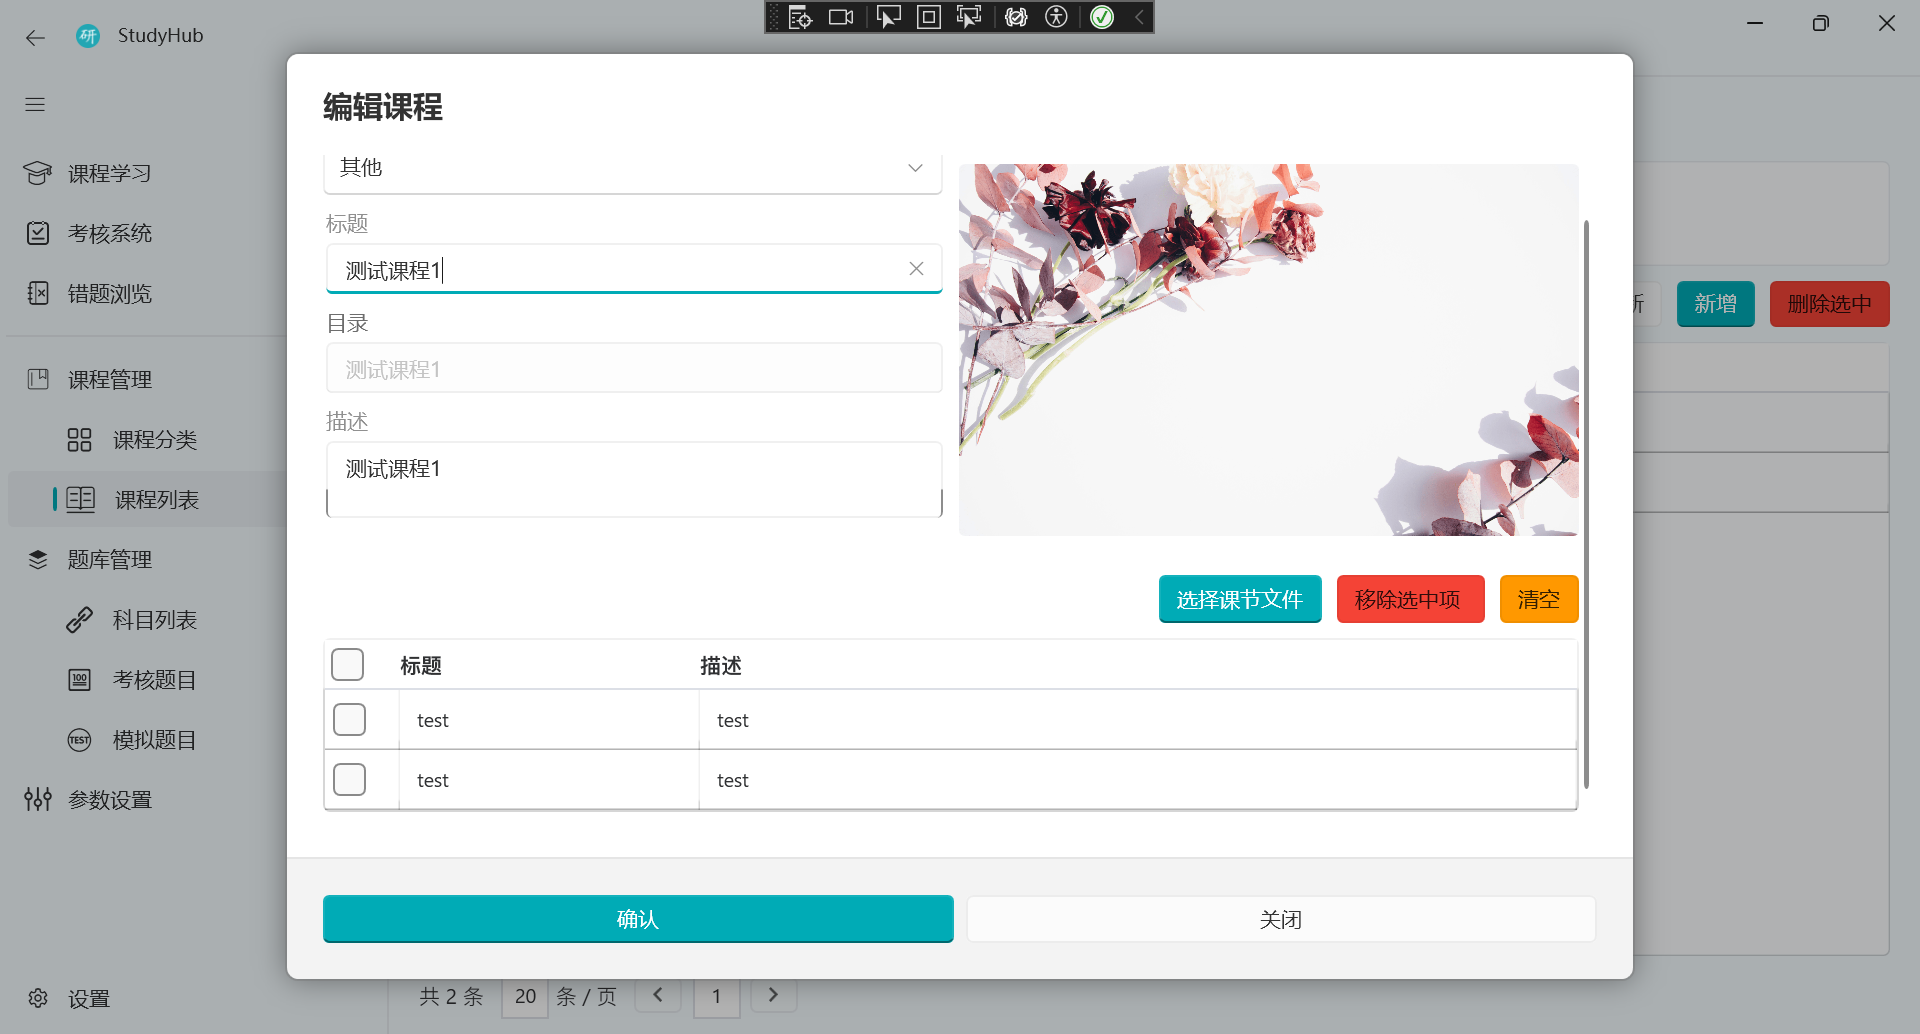 研 StudyHub
课程学习
考核系统
错题浏览
课程管理
课程分类
课程列表
题库管理
科目列表
100 考核题目
TEST 模拟题目
参数设置
设置
编辑课程
其他
标题
测试课程1
目录
测试课程1
描述
测试课程1
选择课节文件 移除选中项 清空
标题 描述
test test
test test
确认 关闭
新增 删除选中
共 2 条 20 条 / 页 1